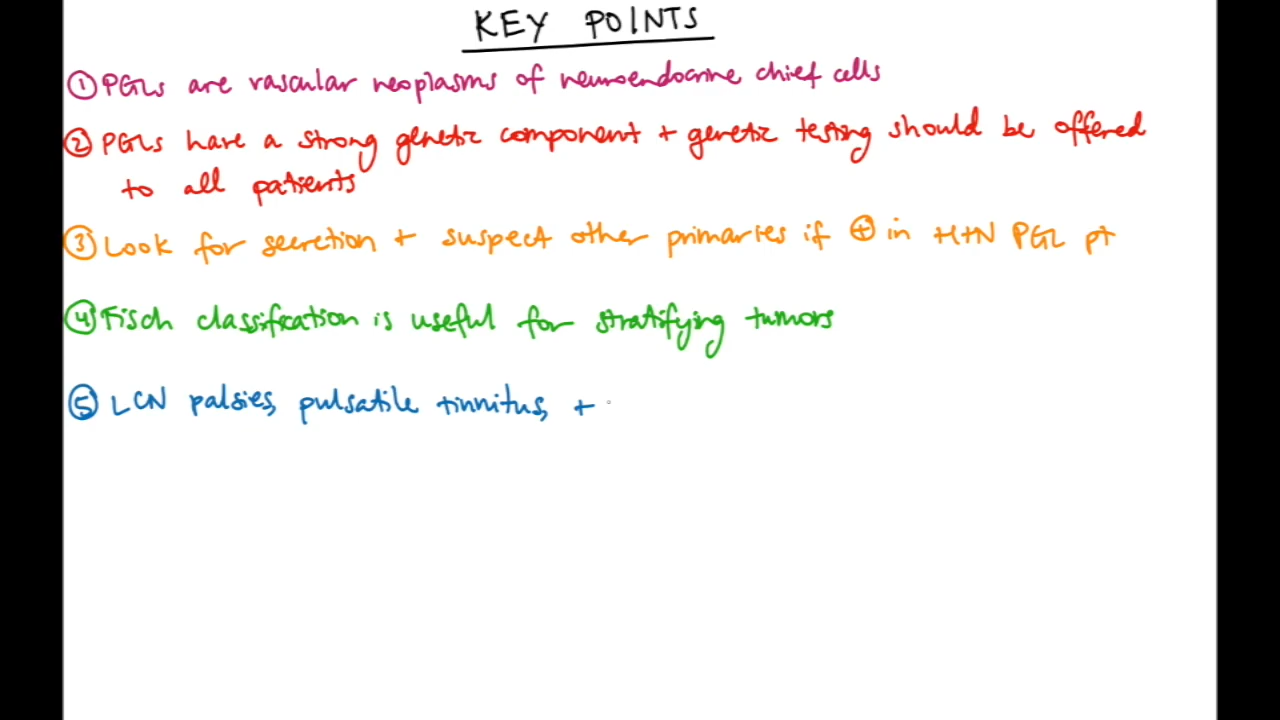 KEY POINTS
① PGLs are vascular neoplasms of neuroendocrine chief cells
② PGLs have a strong genetic component + genetic testing should be offered
to all patients
③ Look for secretion + suspect other primaries if ⊕ in H+N PGL pt
④ Fisch classification is useful for stratifying tumors
⑤ LCN palsies, pulsatile tinnitus, +